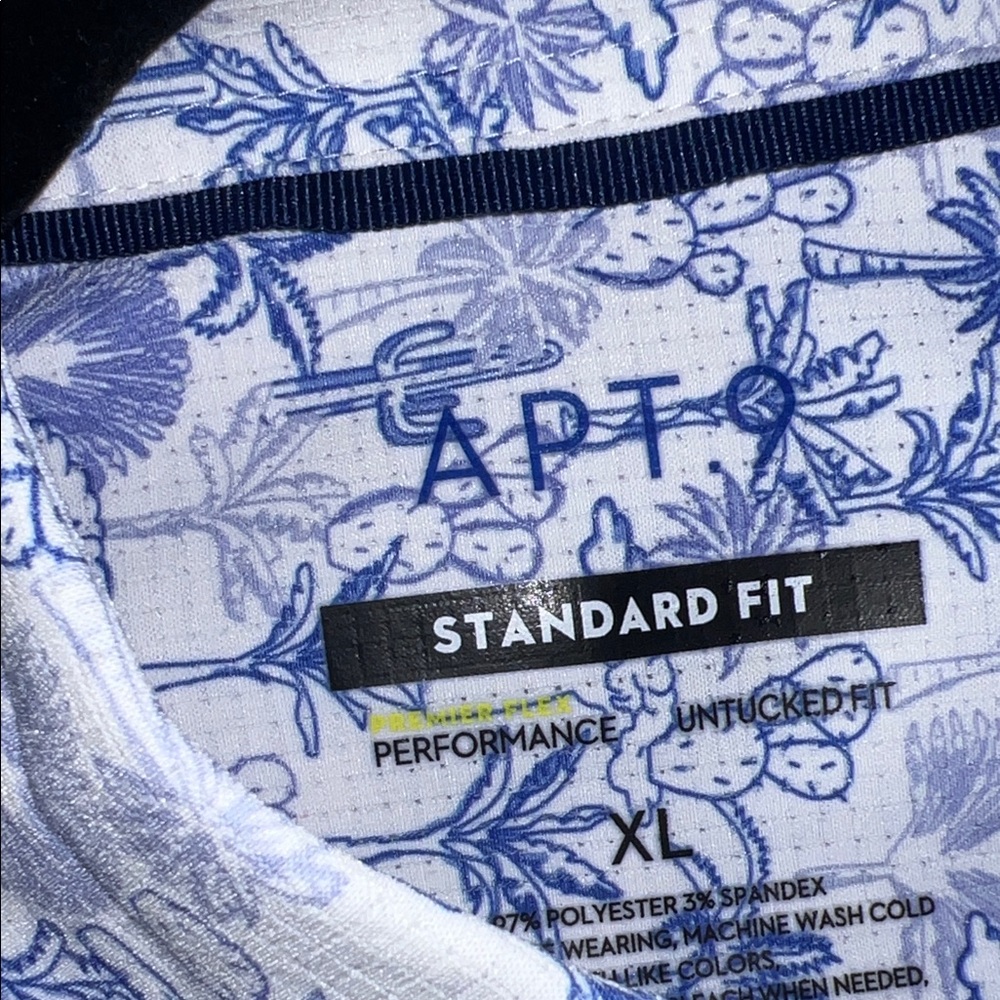 APT.9
STANDARD FIT
PREMIER FLEX
PERFORMANCE
UNTUCKED FIT
XL
97% POLYESTER 3% SPANDEX
WEARING, MACHINE WASH COLD
LIKE COLORS,
BLEACH WHEN NEEDED,